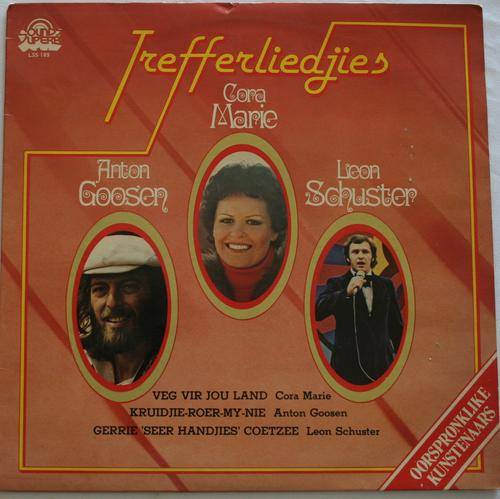 SOUNDS
SUPERB
LSS 189
Trefferliedjies
Cora
Marie
Anton
Goosen
Leon
Schuster
VEG VIR JOU LAND Cora Marie
KRUIDJIE-ROER-MY-NIE Anton Goosen
GERRIE 'SEER HANDJIES' COETZEE Leon Schuster
OORSPRONKLIKE
KUNSTENAARS